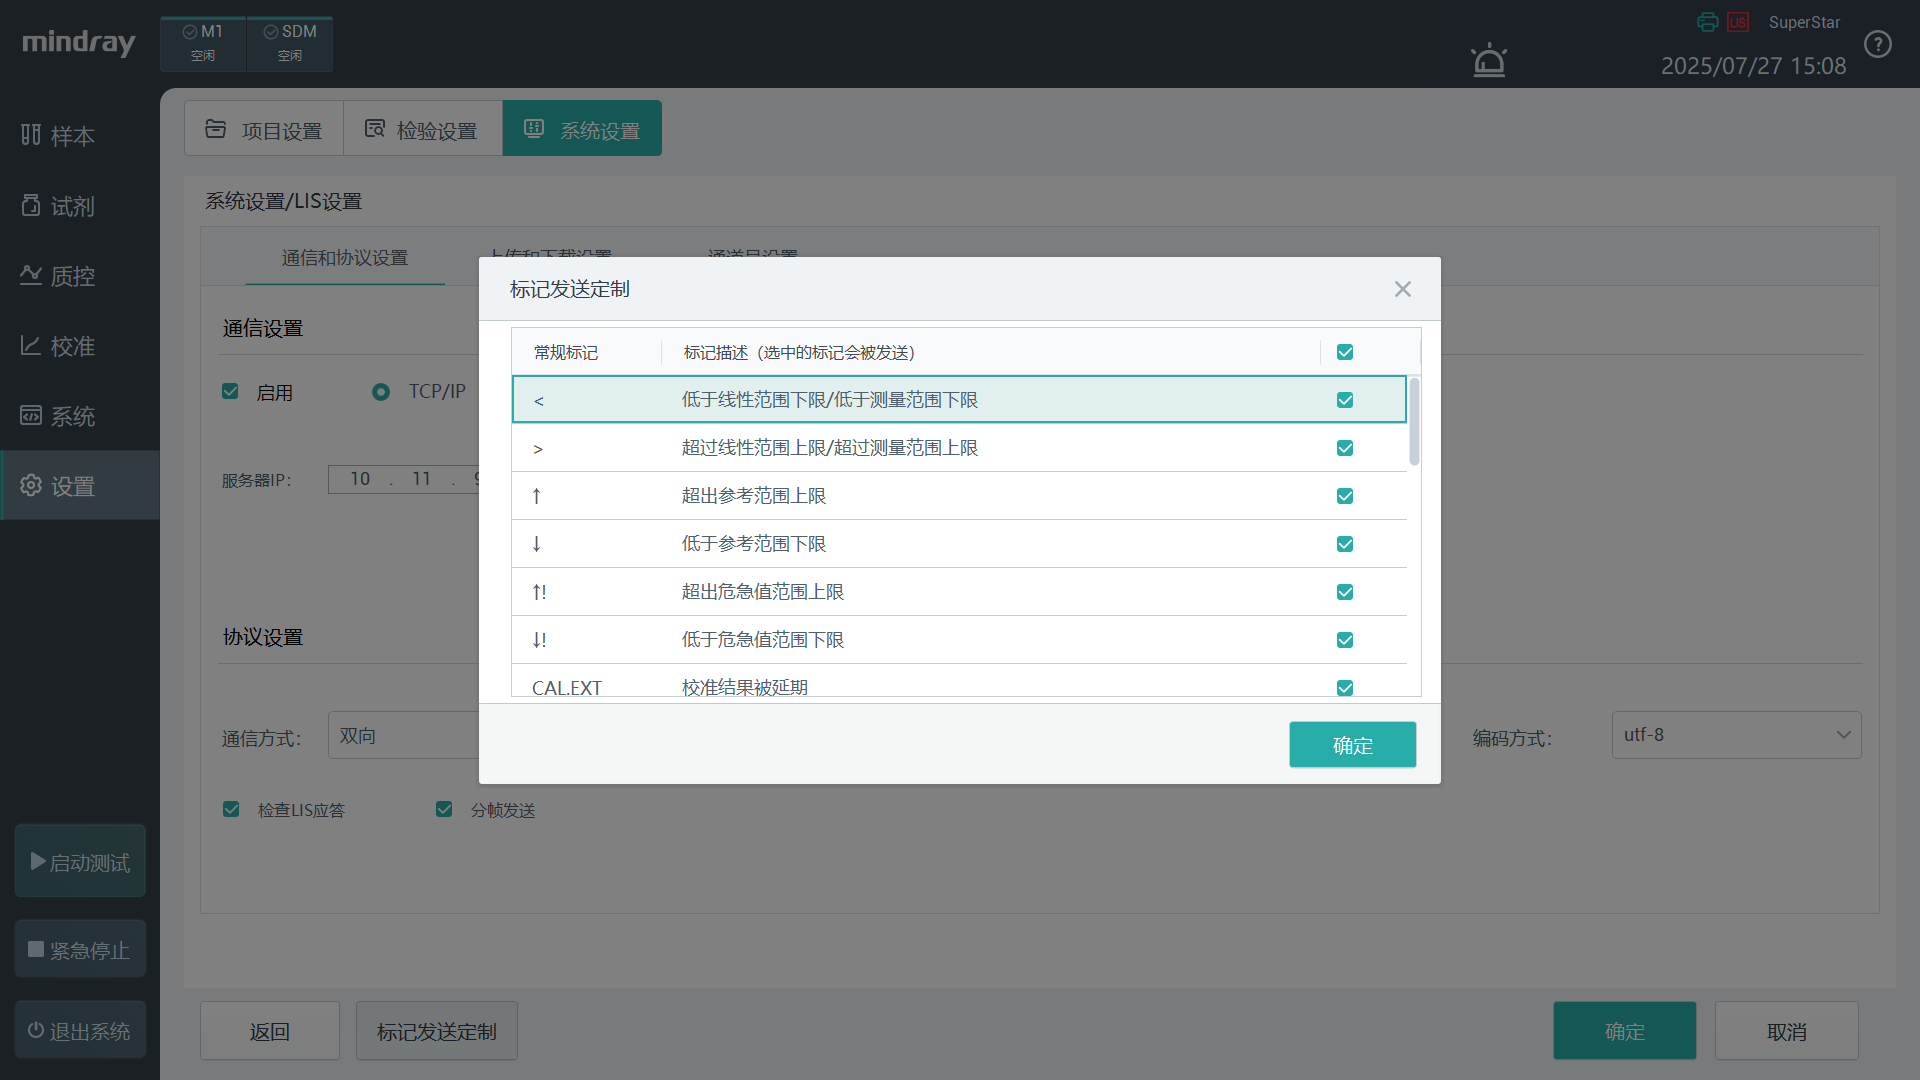 mindray
M1
空闲
SDM
空闲
LIS
SuperStar
2025/07/27 15:08
样本
试剂
质控
校准
系统
设置
启动测试
紧急停止
退出系统
项目设置
检验设置
系统设置
系统设置/LIS设置
通信和协议设置
上传和下载设置
通道号设置
通信设置
启用
TCP/IP
服务器IP：
10 . 11 . 9
协议设置
通信方式：
双向
编码方式：
utf-8
检查LIS应答
分帧发送
标记发送定制
常规标记
标记描述（选中的标记会被发送）
<
低于线性范围下限/低于测量范围下限
>
超过线性范围上限/超过测量范围上限
↑
超出参考范围上限
↓
低于参考范围下限
↑!
超出危急值范围上限
↓!
低于危急值范围下限
CAL.EXT
校准结果被延期
确定
返回
标记发送定制
确定
取消